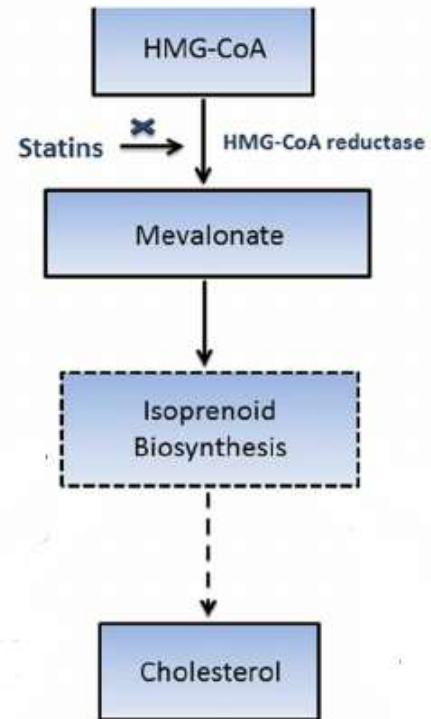 HMG-CoA
Statins
HMG-CoA reductase
Mevalonate
Isoprenoid
Biosynthesis
Cholesterol